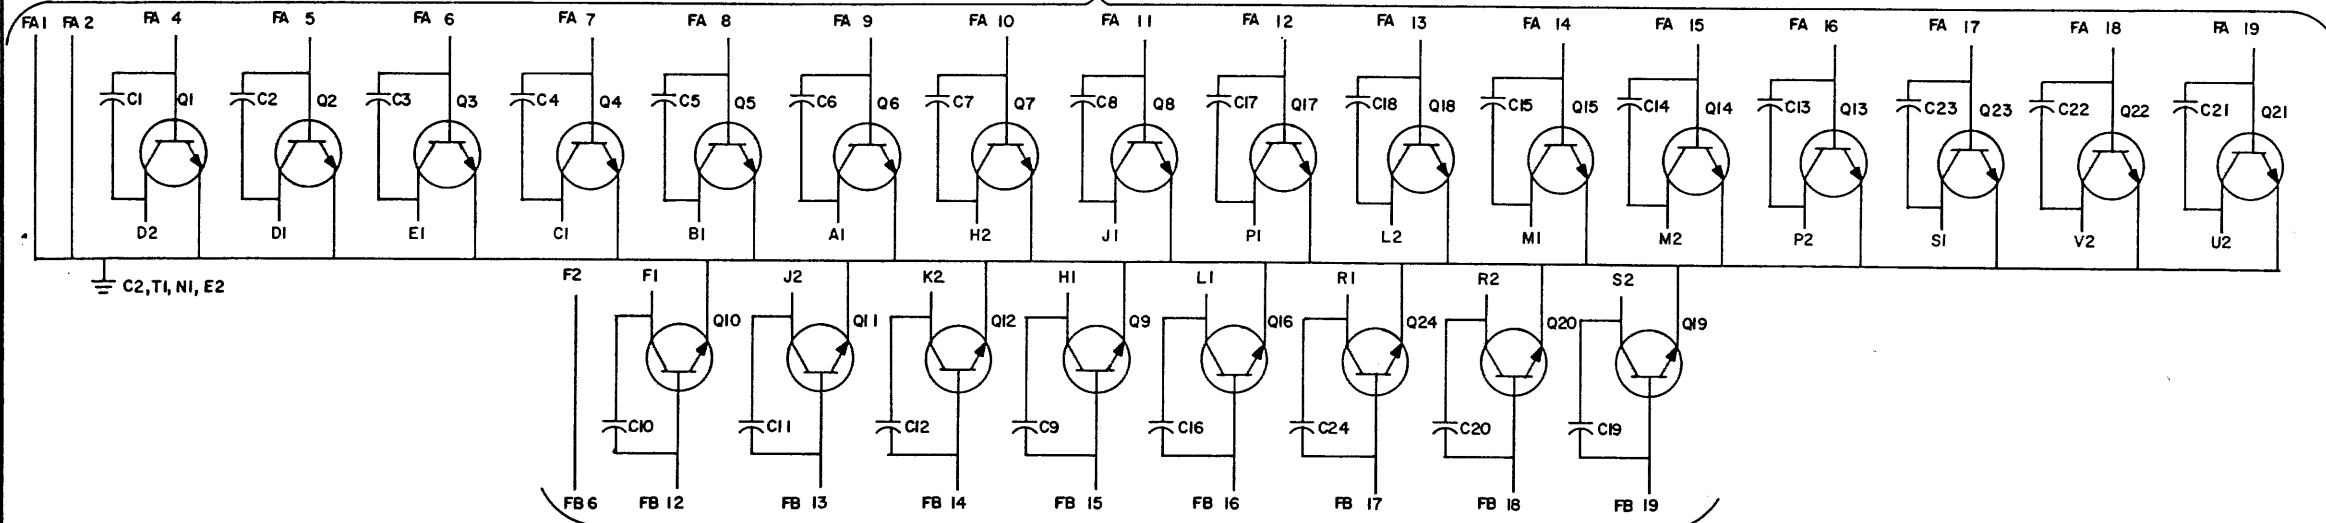 FA 1 FA 2 FA 4 FA 5 FA 6 FA 7 FA 8 FA 9 FA 10 FA 11 FA 12 FA 13 FA 14 FA 15 FA 16 FA 17 FA 18 FA 19
C1 Q1 C2 Q2 C3 Q3 C4 Q4 C5 Q5 C6 Q6 C7 Q7 C8 Q8 C17 Q17 C18 Q18 C15 Q15 C14 Q14 C13 Q13 C23 Q23 C22 Q22 C21 Q21
D2 D1 E1 C1 B1 A1 H2 J1 P1 L2 M1 M2 P2 S1 V2 U2
C2, T1, N1, E2
F2 F1 J2 K2 H1 L1 R1 R2 S2
Q10 Q11 Q12 Q9 Q16 Q24 Q20 Q19
C10 C11 C12 C9 C16 C24 C20 C19
FB 6 FB 12 FB 13 FB 14 FB 15 FB 16 FB 17 FB 18 FB 19